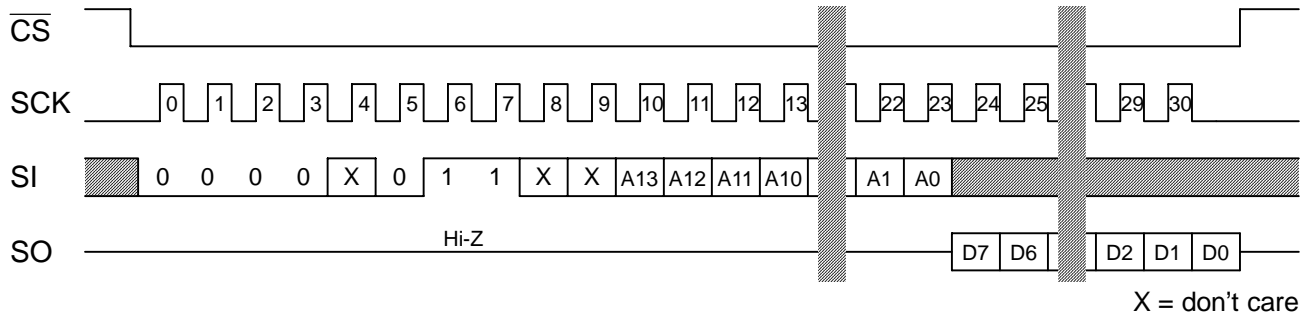 CS
SCK 0 1 2 3 4 5 6 7 8 9 10 11 12 13 22 23 24 25 29 30
SI 0 0 0 0 X 0 1 1 X X A13 A12 A11 A10 A1 A0
SO Hi-Z D7 D6 D2 D1 D0
X = don't care